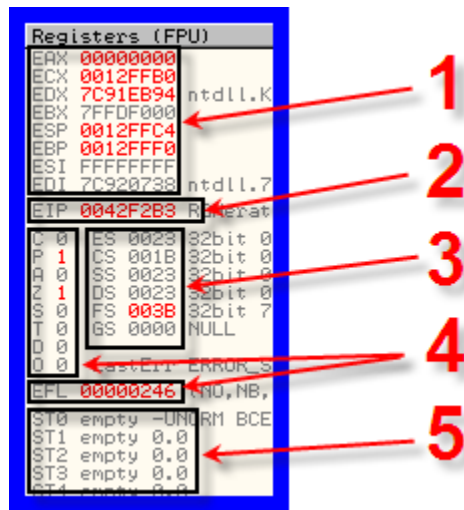 Registers (FPU)
EAX 00000000
ECX 0012FFB0
EDX 7C91EB94 ntdll.K
EBX 7FFDF000
ESP 0012FFC4
EBP 0012FFF0
ESI FFFFFFFF
EDI 7C920738 ntdll.7
EIP 0042F2B3
C 0 ES 0023 32bit 0
P 1 CS 001B 32bit 0
A 0 SS 0023 32bit 0
Z 1 DS 0023 32bit 0
S 0 FS 003B 32bit 7
T 0 GS 0000 NULL
D 0
O 0 LastErr ERROR_S
EFL 00000246 (NO,NB,
ST0 empty -UNORM BCE
ST1 empty 0.0
ST2 empty 0.0
ST3 empty 0.0
ST4 empty 0.0
1
2
3
4
5